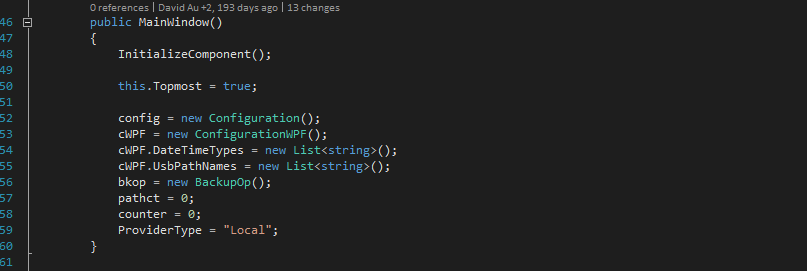 0 references | David Au +2, 193 days ago | 13 changes
46 public MainWindow()
47 {
48 InitializeComponent();
49
50 this.Topmost = true;
51
52 config = new Configuration();
53 cWPF = new ConfigurationWPF();
54 cWPF.DateTimeTypes = new List<string>();
55 cWPF.UsbPathNames = new List<string>();
56 bkop = new BackupOp();
57 pathct = 0;
58 counter = 0;
59 ProviderType = "Local";
60 }
61